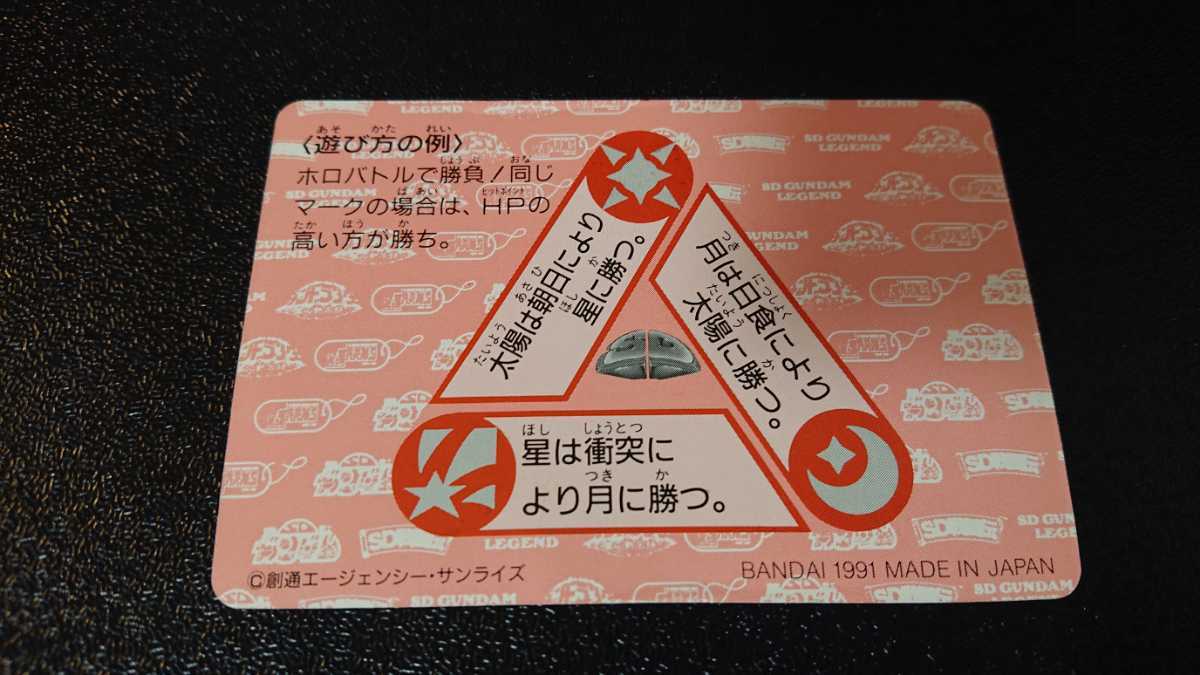 〈遊び方の例〉
ホロバトルで勝負！同じ
マークの場合は、HPの
高い方が勝ち。
太陽は朝日により
星に勝つ。
月は日食により
太陽に勝つ。
星は衝突に
より月に勝つ。
©創通エージェンシー・サンライズ
BANDAI 1991 MADE IN JAPAN
SD GUNDAM
LEGEND